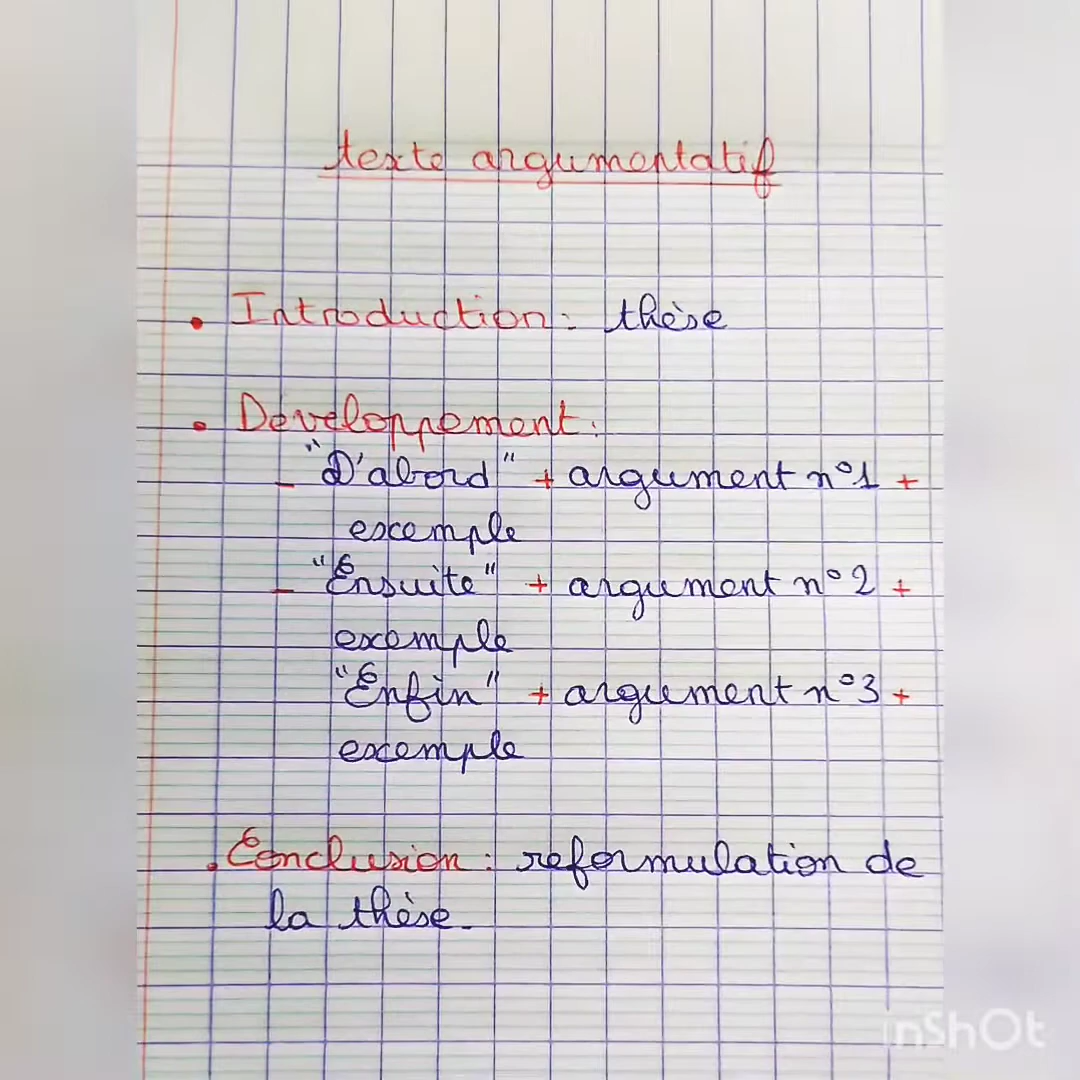 texte argumentatif
• Introduction : thèse
• Développement :
- "D'abord" + argument n°1 +
exemple
- "Ensuite" + argument n°2 +
exemple
"Enfin" + argument n°3 +
exemple
• Conclusion : reformulation de
la thèse.
InShOt